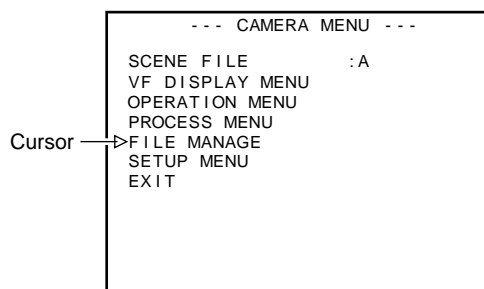 --- CAMERA MENU ---
SCENE FILE :A
VF DISPLAY MENU
OPERATION MENU
PROCESS MENU
Cursor FILE MANAGE
SETUP MENU
EXIT